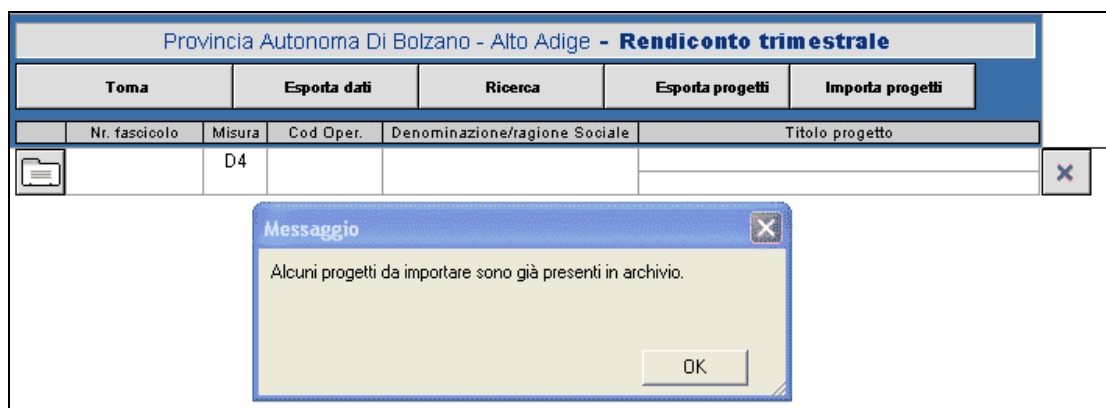 Provincia Autonoma Di Bolzano - Alto Adige - Rendiconto trimestrale
Torna Esporta dati Ricerca Esporta progetti Importa progetti
Nr. fascicolo Misura Cod Oper. Denominazione/ragione Sociale Titolo progetto
D4
Messaggio
Alcuni progetti da importare sono già presenti in archivio.
OK